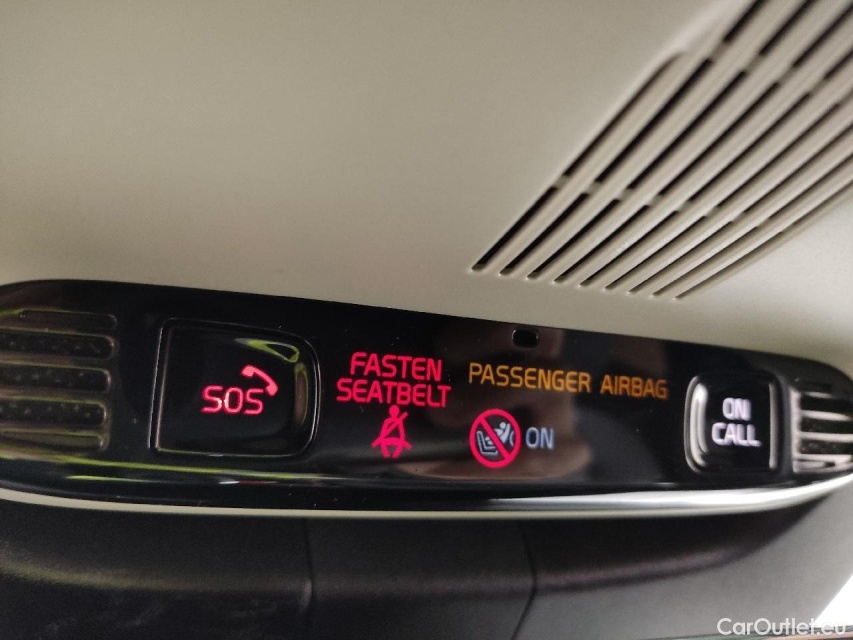 SOS
FASTEN
SEATBELT
PASSENGER AIRBAG
ON
ON
CALL
CarOutlet.eu